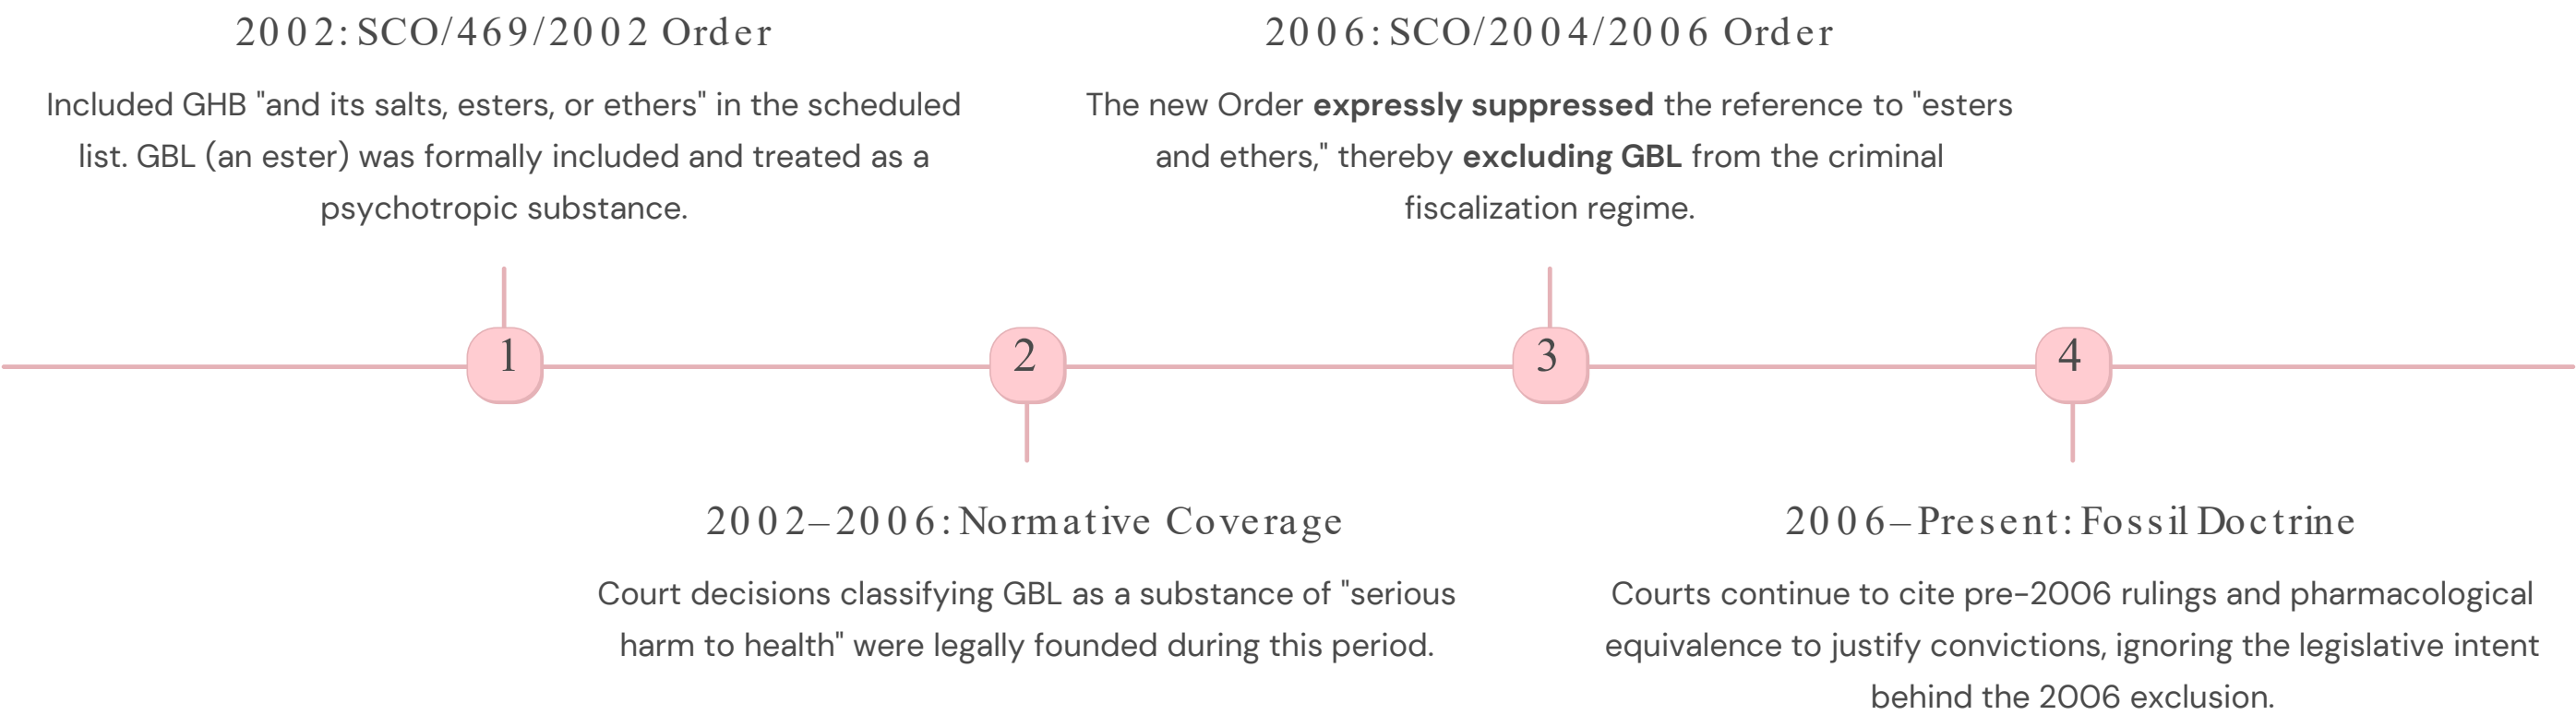 2002: SCO/469/2002 Order
Included GHB "and its salts, esters, or ethers" in the scheduled
list. GBL (an ester) was formally included and treated as a
psychotropic substance.
2006: SCO/2004/2006 Order
The new Order expressly suppressed the reference to "esters
and ethers," thereby excluding GBL from the criminal
fiscalization regime.
1
2
3
4
2002–2006: Normative Coverage
Court decisions classifying GBL as a substance of "serious
harm to health" were legally founded during this period.
2006–Present: Fossil Doctrine
Courts continue to cite pre-2006 rulings and pharmacological
equivalence to justify convictions, ignoring the legislative intent
behind the 2006 exclusion.